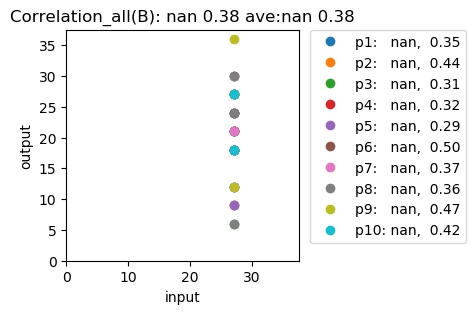 Correlation_all(B): nan 0.38 ave:nan 0.38
35
30
25
20
15
10
5
0
output
0 10 20 30
input
p1: nan, 0.35
p2: nan, 0.44
p3: nan, 0.31
p4: nan, 0.32
p5: nan, 0.29
p6: nan, 0.50
p7: nan, 0.37
p8: nan, 0.36
p9: nan, 0.47
p10: nan, 0.42